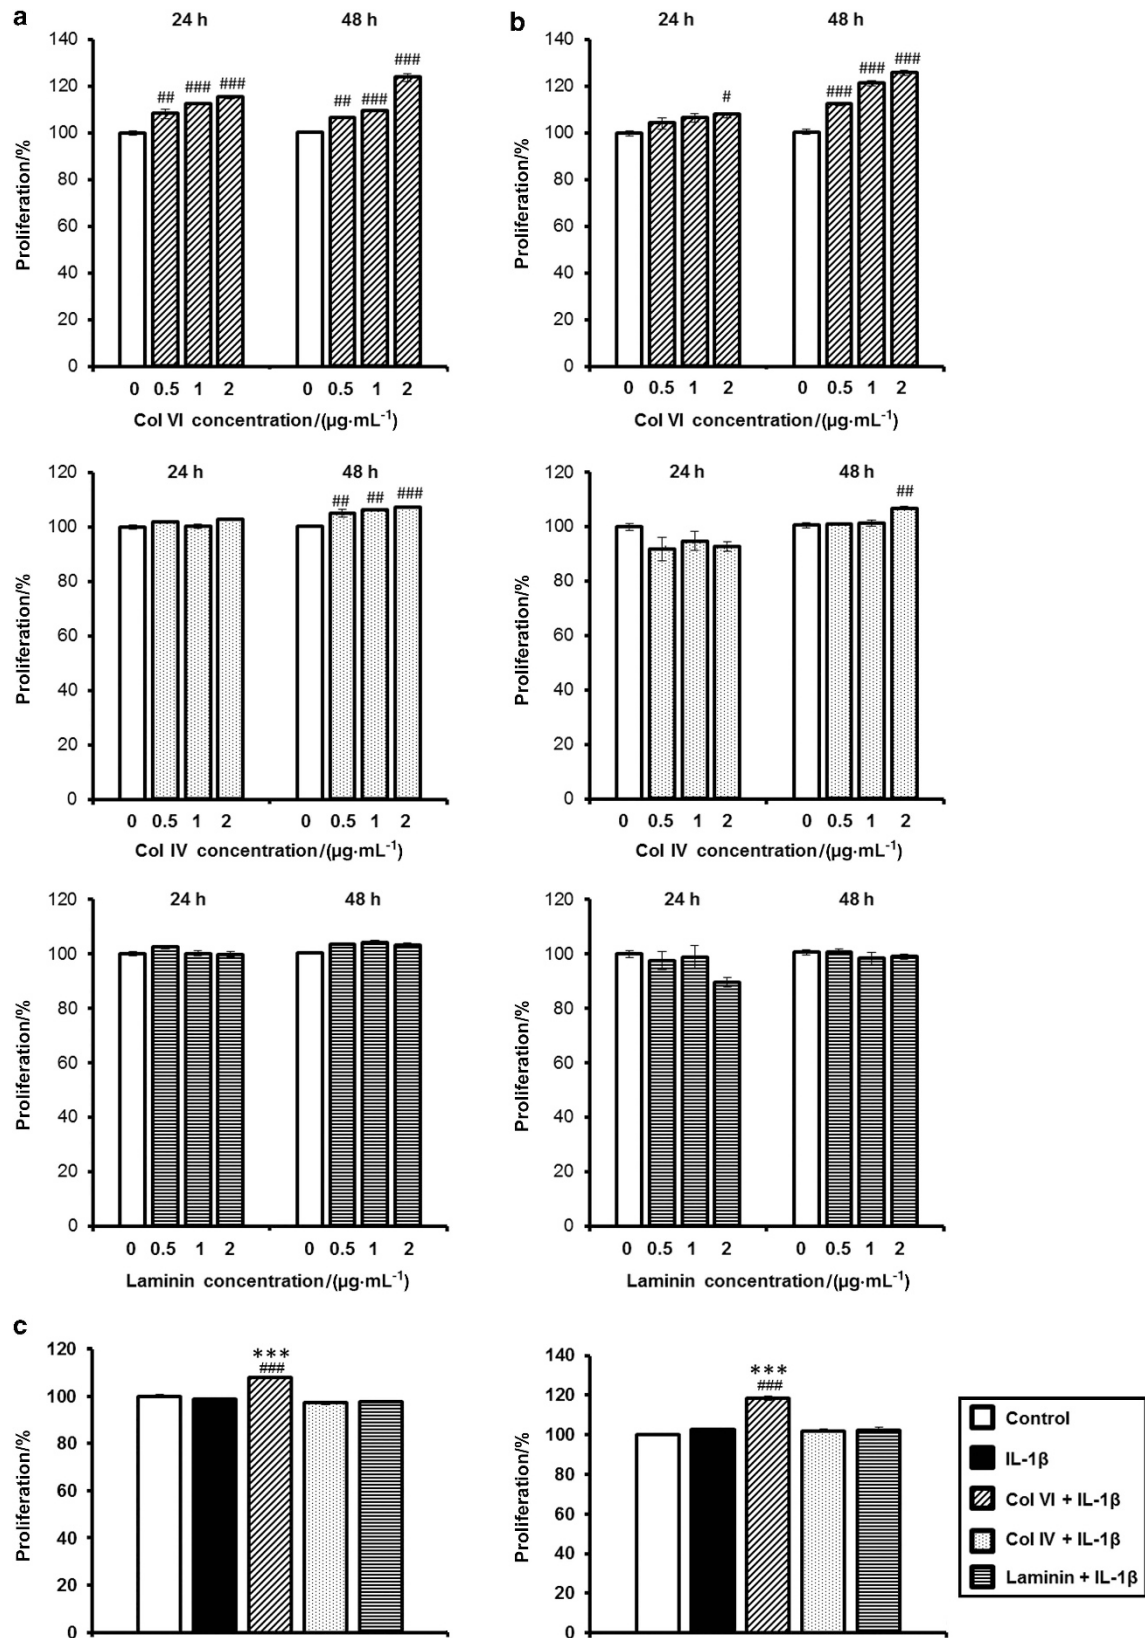 a
24 h
48 h
140
120
100
80
60
40
20
0
Proliferation/%
##
###
###
##
###
###
0 0.5 1 2 0 0.5 1 2
Col VI concentration/(µg·mL⁻¹)
b
24 h
48 h
140
120
100
80
60
40
20
0
Proliferation/%
#
###
###
###
0 0.5 1 2 0 0.5 1 2
Col VI concentration/(µg·mL⁻¹)
24 h
48 h
120
100
80
60
40
20
0
Proliferation/%
##
##
###
0 0.5 1 2 0 0.5 1 2
Col IV concentration/(µg·mL⁻¹)
24 h
48 h
120
100
80
60
40
20
0
Proliferation/%
##
0 0.5 1 2 0 0.5 1 2
Col IV concentration/(µg·mL⁻¹)
24 h
48 h
120
100
80
60
40
20
0
Proliferation/%
0 0.5 1 2 0 0.5 1 2
Laminin concentration/(µg·mL⁻¹)
24 h
48 h
120
100
80
60
40
20
0
Proliferation/%
0 0.5 1 2 0 0.5 1 2
Laminin concentration/(µg·mL⁻¹)
c
120
100
80
60
40
20
0
Proliferation/%
***
###
140
120
100
80
60
40
20
0
Proliferation/%
***
###
Control
IL-1β
Col VI + IL-1β
Col IV + IL-1β
Laminin + IL-1β